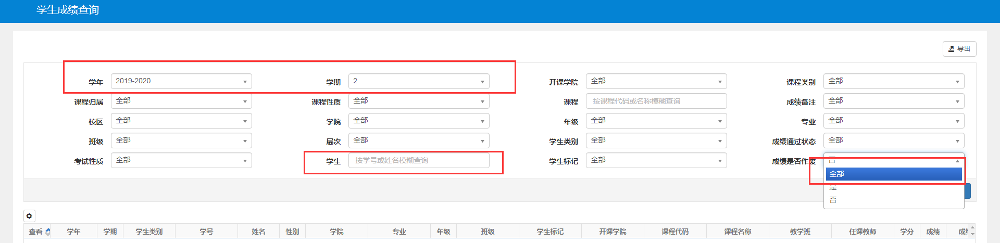 学生成绩查询
导出
学年 2019-2020 学期 2 开课学院 全部 课程类别 全部
课程归属 全部 课程性质 全部 课程 按课程代码或名称模糊查询 成绩备注 全部
校区 全部 学院 全部 年级 全部 专业 全部
班级 全部 层次 全部 学生类别 全部 成绩通过状态 全部
考试性质 全部 学生 按学号或姓名模糊查询 学生标记 全部 成绩是否作废 否
全部
是
否
查看 学年 学期 学生类别 学号 姓名 性别 学院 专业 年级 班级 学生标记 开课学院 课程代码 课程名称 教学班 任课教师 学分 成绩 成绩